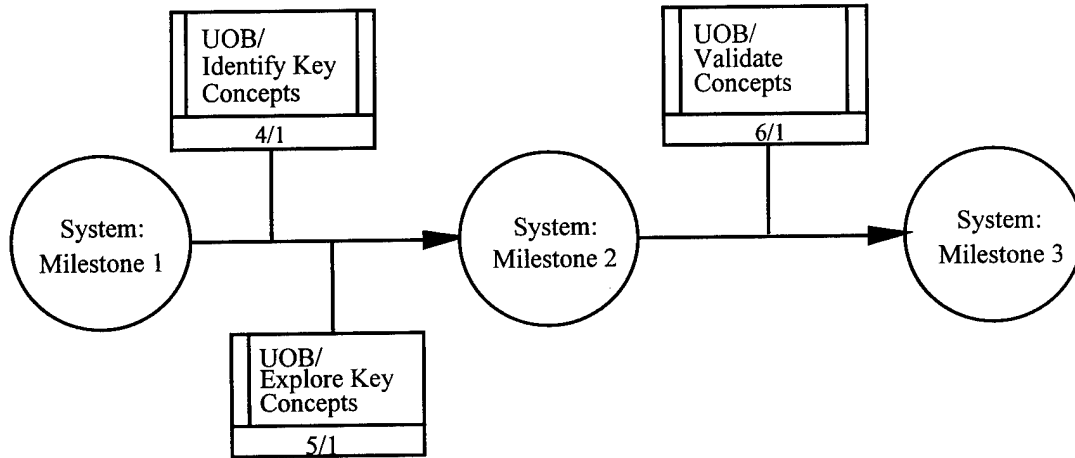 UOB/
Identify Key
Concepts
4/1
UOB/
Validate
Concepts
6/1
System:
Milestone 1
System:
Milestone 2
System:
Milestone 3
UOB/
Explore Key
Concepts
5/1